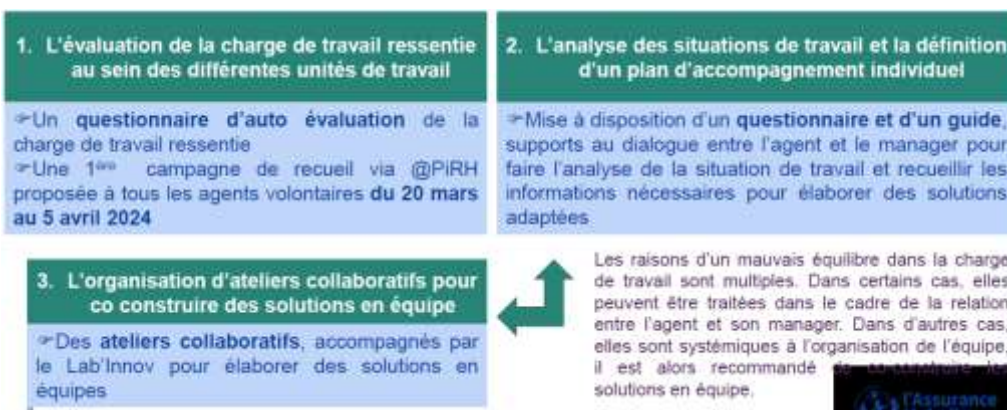 1. L'évaluation de la charge de travail ressentie
au sein des différentes unités de travail
☞Un questionnaire d'auto évaluation de la
charge de travail ressentie
☞Une 1ère campagne de recueil via @PiRH
proposée à tous les agents volontaires du 20 mars
au 5 avril 2024
2. L'analyse des situations de travail et la définition
d'un plan d'accompagnement individuel
☞Mise à disposition d'un questionnaire et d'un guide,
supports au dialogue entre l'agent et le manager pour
faire l'analyse de la situation de travail et recueillir les
informations nécessaires pour élaborer des solutions
adaptées
3. L'organisation d'ateliers collaboratifs pour
co construire des solutions en équipe
☞Des ateliers collaboratifs, accompagnés par
le Lab'Innov pour élaborer des solutions en
équipes
Les raisons d'un mauvais équilibre dans la charge
de travail sont multiples. Dans certains cas, elles
peuvent être traitées dans le cadre de la relation
entre l'agent et son manager. Dans d'autres cas,
elles sont systémiques à l'organisation de l'équipe,
il est alors recommandé de co-construire les
solutions en équipe.
l'Assurance